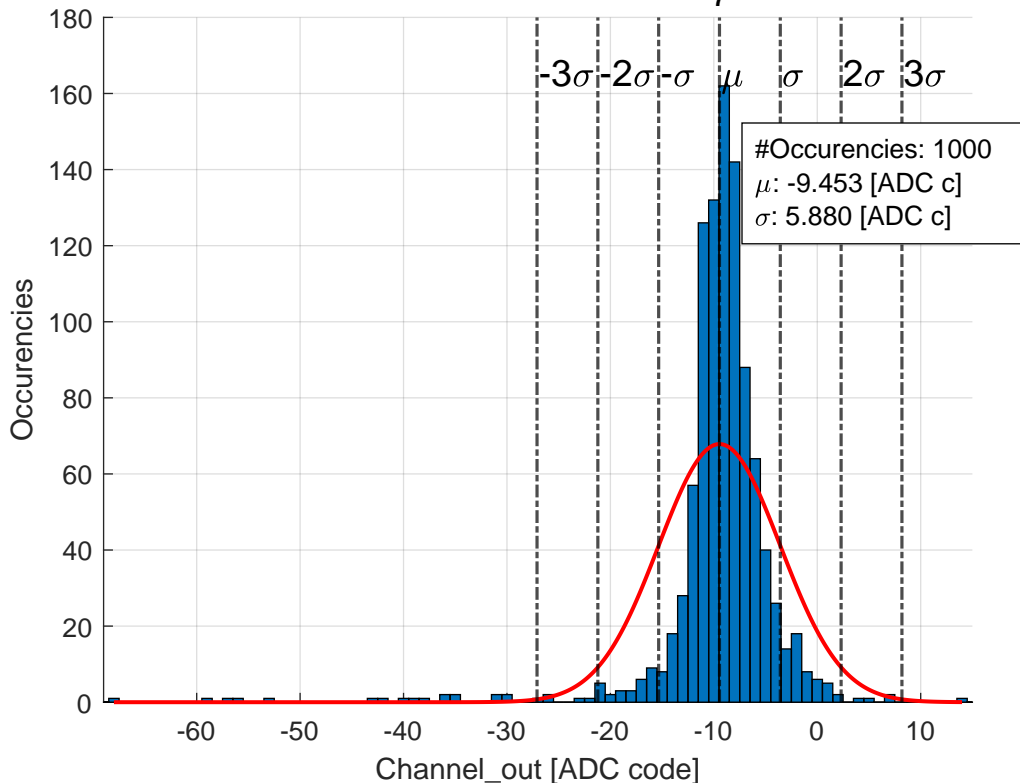 180
160
140
120
100
80
60
40
20
0
Occurencies
-3σ -2σ -σ μ σ 2σ 3σ
#Occurencies: 1000
μ: -9.453 [ADC c]
σ: 5.880 [ADC c]
-60 -50 -40 -30 -20 -10 0 10
Channel_out [ADC code]